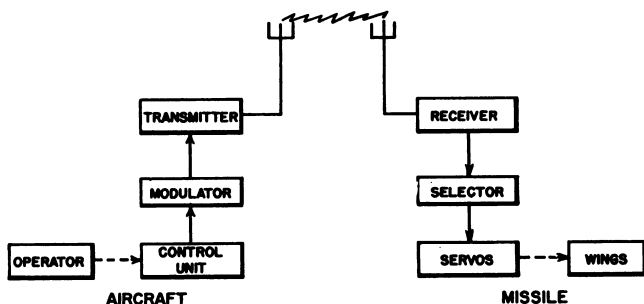 TRANSMITTER
RECEIVER
MODULATOR
SELECTOR
OPERATOR
CONTROL
UNIT
SERVOS
WINGS
AIRCRAFT
MISSILE